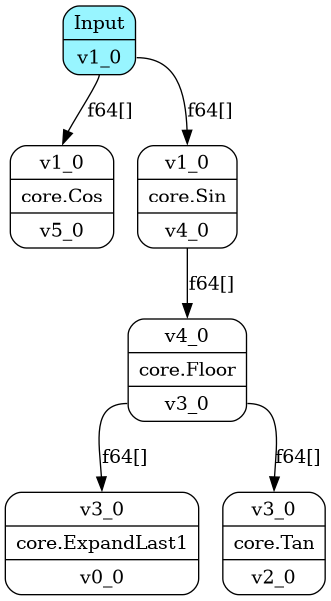 Input
v1_0
f64[]
f64[]
v1_0
core.Cos
v5_0
v1_0
core.Sin
v4_0
f64[]
v4_0
core.Floor
v3_0
f64[]
f64[]
v3_0
core.ExpandLast1
v0_0
v3_0
core.Tan
v2_0